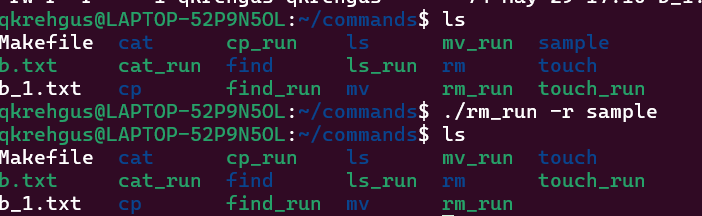 qkrehgus@LAPTOP-52P9N5OL:~/commands$ ls
Makefile cat cp_run ls mv_run sample
b.txt cat_run find ls_run rm touch
b_1.txt cp find_run mv rm_run touch_run
qkrehgus@LAPTOP-52P9N5OL:~/commands$ ./rm_run -r sample
qkrehgus@LAPTOP-52P9N5OL:~/commands$ ls
Makefile cat cp_run ls mv_run touch
b.txt cat_run find ls_run rm touch_run
b_1.txt cp find_run mv rm_run